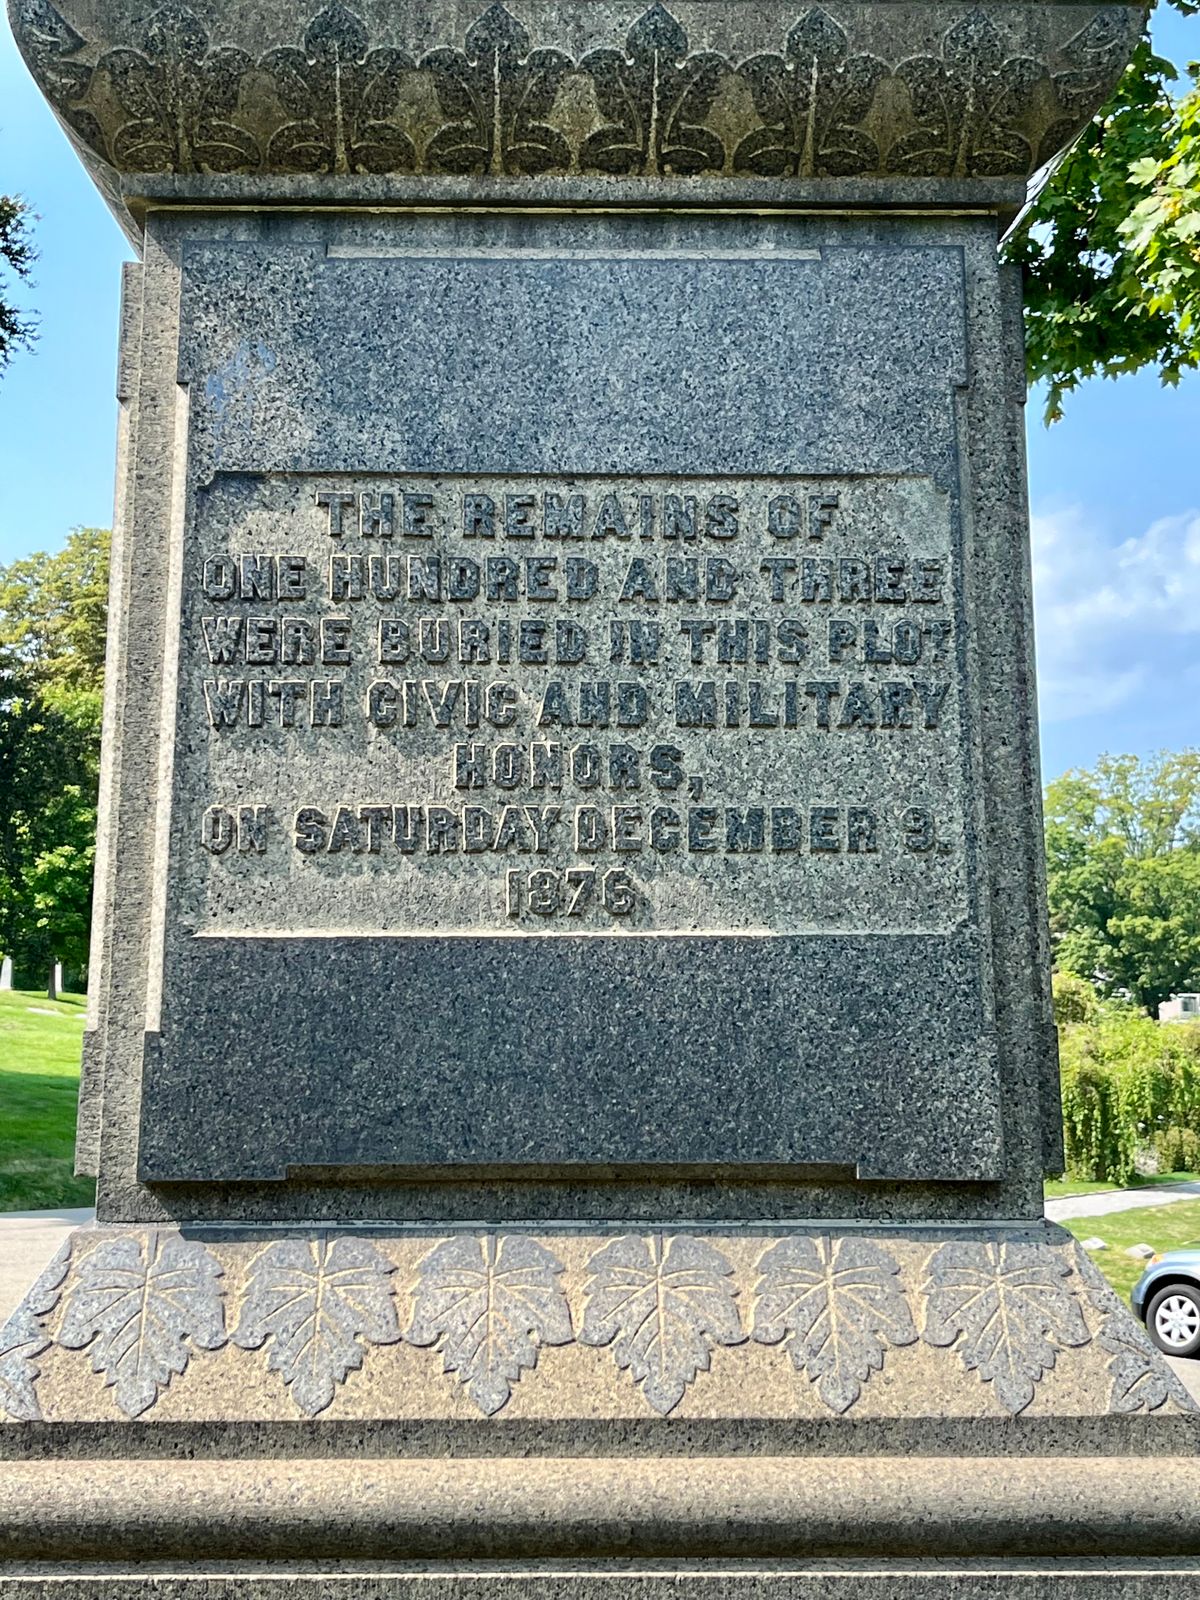 THE REMAINS OF
ONE HUNDRED AND THREE
WERE BURIED IN THIS PLOT
WITH CIVIC AND MILITARY
HONORS,
ON SATURDAY DECEMBER 9.
1876